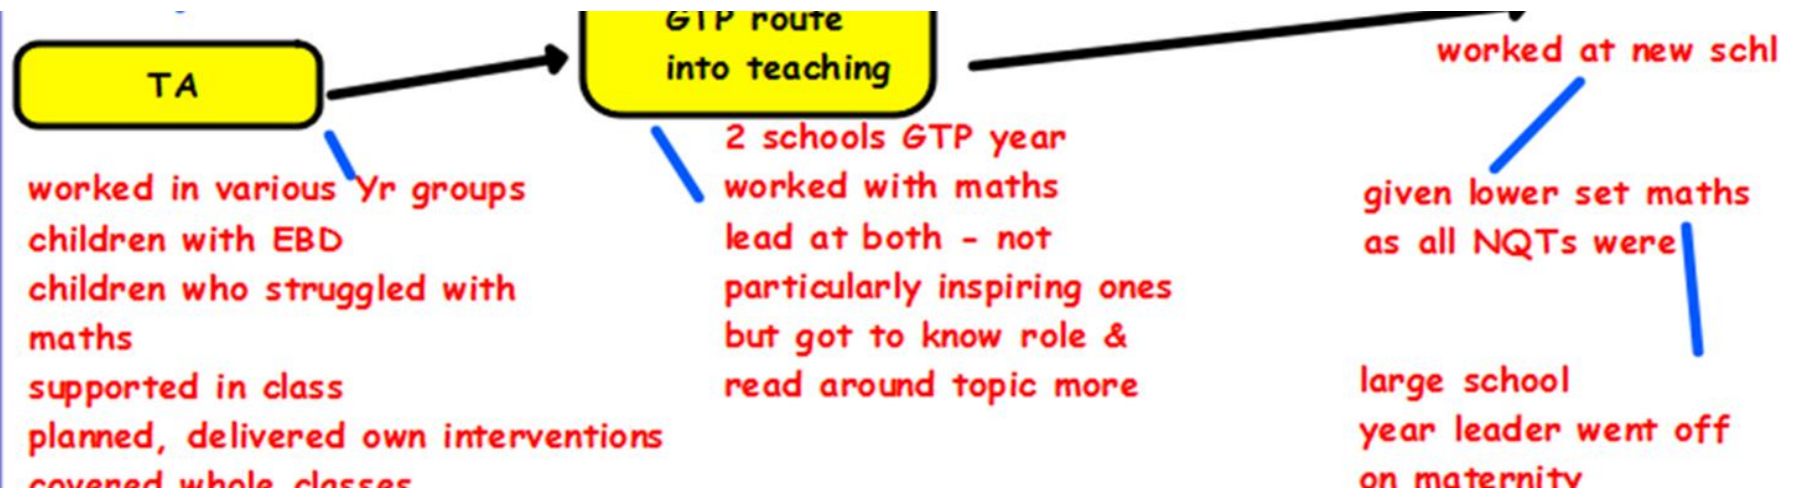 TA
worked in various Yr groups
children with EBD
children who struggled with
maths
supported in class
planned, delivered own interventions
covered whole classes
GTP route
into teaching
2 schools GTP year
worked with maths
lead at both - not
particularly inspiring ones
but got to know role &
read around topic more
worked at new schl
given lower set maths
as all NQTs were
large school
year leader went off
on maternity